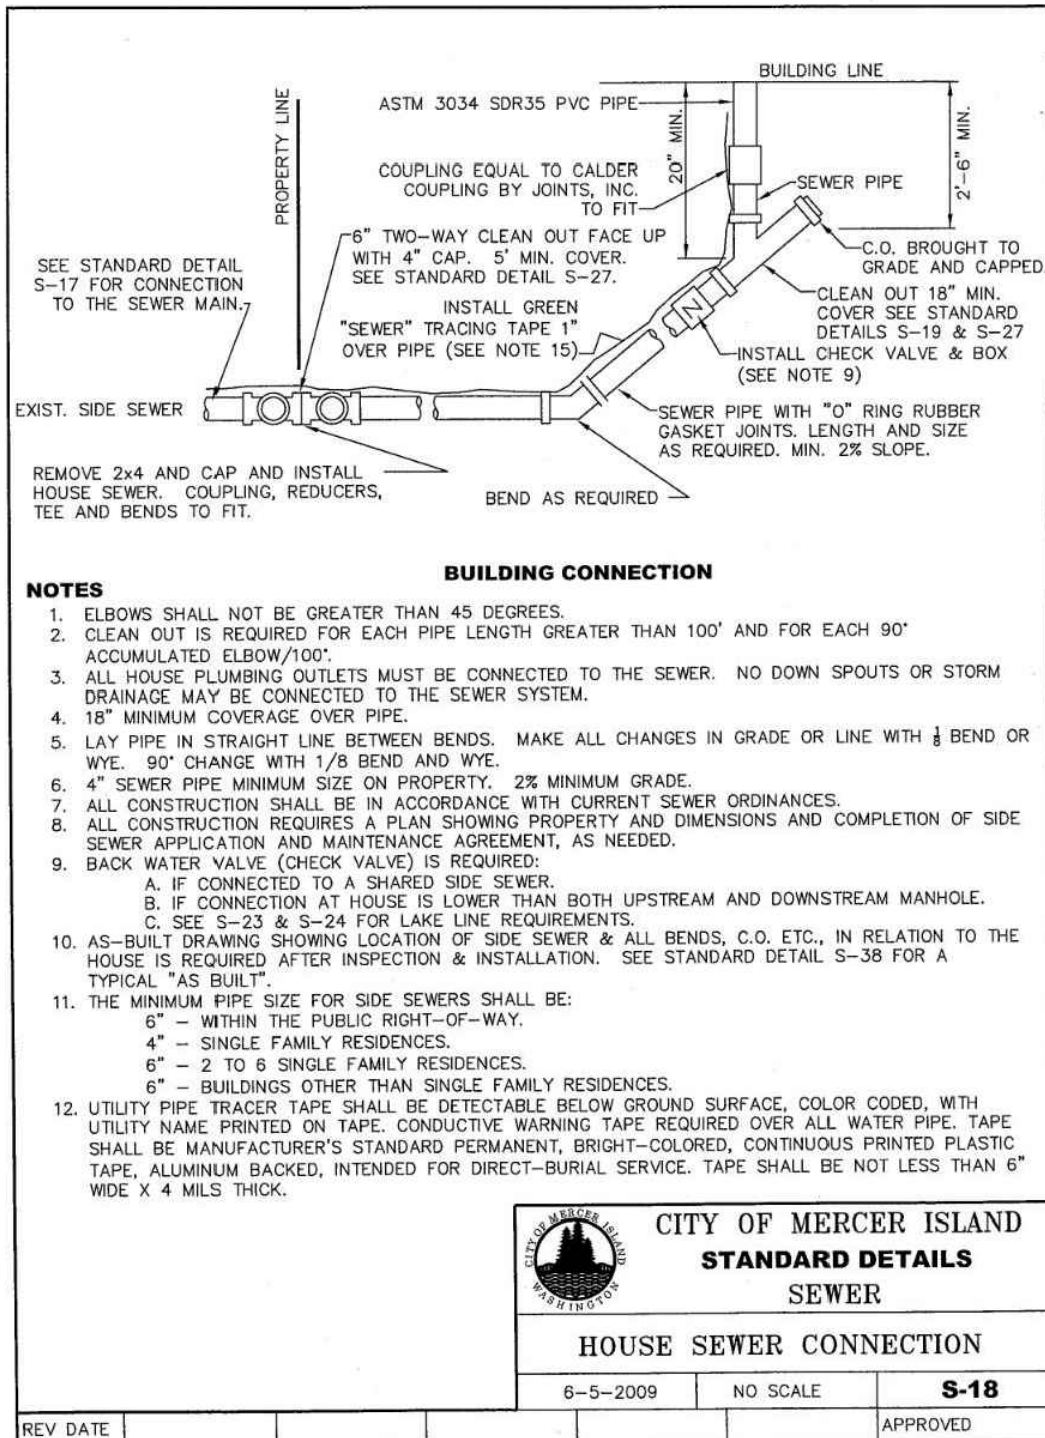 BUILDING LINE
PROPERTY LINE
ASTM 3034 SDR35 PVC PIPE
20" MIN.
2'-6" MIN.
COUPLING EQUAL TO CALDER
COUPLING BY JOINTS, INC.
TO FIT
SEWER PIPE
6" TWO-WAY CLEAN OUT FACE UP
WITH 4" CAP. 5' MIN. COVER.
SEE STANDARD DETAIL S-27.
C.O. BROUGHT TO
GRADE AND CAPPED.
SEE STANDARD DETAIL
S-17 FOR CONNECTION
TO THE SEWER MAIN.
INSTALL GREEN
"SEWER" TRACING TAPE 1"
OVER PIPE (SEE NOTE 15)
CLEAN OUT 18" MIN.
COVER SEE STANDARD
DETAILS S-19 & S-27
N
INSTALL CHECK VALVE & BOX
(SEE NOTE 9)
EXIST. SIDE SEWER
SEWER PIPE WITH "O" RING RUBBER
GASKET JOINTS. LENGTH AND SIZE
AS REQUIRED. MIN. 2% SLOPE.
REMOVE 2x4 AND CAP AND INSTALL
HOUSE SEWER. COUPLING, REDUCERS,
TEE AND BENDS TO FIT.
BEND AS REQUIRED
BUILDING CONNECTION
NOTES
1. ELBOWS SHALL NOT BE GREATER THAN 45 DEGREES.
2. CLEAN OUT IS REQUIRED FOR EACH PIPE LENGTH GREATER THAN 100' AND FOR EACH 90°
ACCUMULATED ELBOW/100'.
3. ALL HOUSE PLUMBING OUTLETS MUST BE CONNECTED TO THE SEWER. NO DOWN SPOUTS OR STORM
DRAINAGE MAY BE CONNECTED TO THE SEWER SYSTEM.
4. 18" MINIMUM COVERAGE OVER PIPE.
5. LAY PIPE IN STRAIGHT LINE BETWEEN BENDS. MAKE ALL CHANGES IN GRADE OR LINE WITH ⅛ BEND OR
WYE. 90° CHANGE WITH 1/8 BEND AND WYE.
6. 4" SEWER PIPE MINIMUM SIZE ON PROPERTY. 2% MINIMUM GRADE.
7. ALL CONSTRUCTION SHALL BE IN ACCORDANCE WITH CURRENT SEWER ORDINANCES.
8. ALL CONSTRUCTION REQUIRES A PLAN SHOWING PROPERTY AND DIMENSIONS AND COMPLETION OF SIDE
SEWER APPLICATION AND MAINTENANCE AGREEMENT, AS NEEDED.
9. BACK WATER VALVE (CHECK VALVE) IS REQUIRED:
A. IF CONNECTED TO A SHARED SIDE SEWER.
B. IF CONNECTION AT HOUSE IS LOWER THAN BOTH UPSTREAM AND DOWNSTREAM MANHOLE.
C. SEE S-23 & S-24 FOR LAKE LINE REQUIREMENTS.
10. AS-BUILT DRAWING SHOWING LOCATION OF SIDE SEWER & ALL BENDS, C.O. ETC., IN RELATION TO THE
HOUSE IS REQUIRED AFTER INSPECTION & INSTALLATION. SEE STANDARD DETAIL S-38 FOR A
TYPICAL "AS BUILT".
11. THE MINIMUM PIPE SIZE FOR SIDE SEWERS SHALL BE:
6" - WITHIN THE PUBLIC RIGHT-OF-WAY.
4" - SINGLE FAMILY RESIDENCES.
6" - 2 TO 6 SINGLE FAMILY RESIDENCES.
6" - BUILDINGS OTHER THAN SINGLE FAMILY RESIDENCES.
12. UTILITY PIPE TRACER TAPE SHALL BE DETECTABLE BELOW GROUND SURFACE, COLOR CODED, WITH
UTILITY NAME PRINTED ON TAPE. CONDUCTIVE WARNING TAPE REQUIRED OVER ALL WATER PIPE. TAPE
SHALL BE MANUFACTURER'S STANDARD PERMANENT, BRIGHT-COLORED, CONTINUOUS PRINTED PLASTIC
TAPE, ALUMINUM BACKED, INTENDED FOR DIRECT-BURIAL SERVICE. TAPE SHALL BE NOT LESS THAN 6"
WIDE X 4 MILS THICK.
CITY OF MERCER ISLAND
WASHINGTON
CITY OF MERCER ISLAND
STANDARD DETAILS
SEWER
HOUSE SEWER CONNECTION
6-5-2009
NO SCALE
S-18
REV DATE
APPROVED